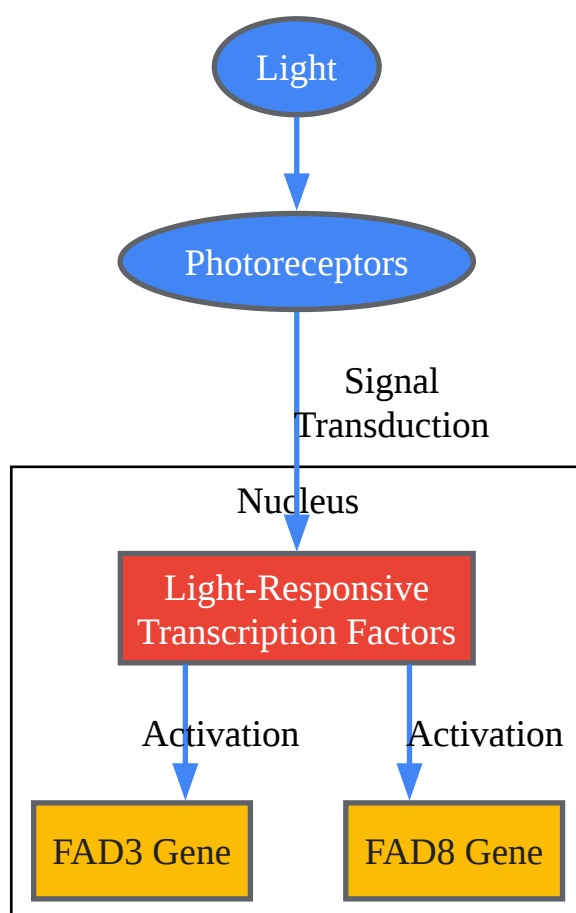 Light
Photoreceptors
Signal
Transduction
Nucleus
Light-Responsive
Transcription Factors
Activation
Activation
FAD3 Gene
FAD8 Gene